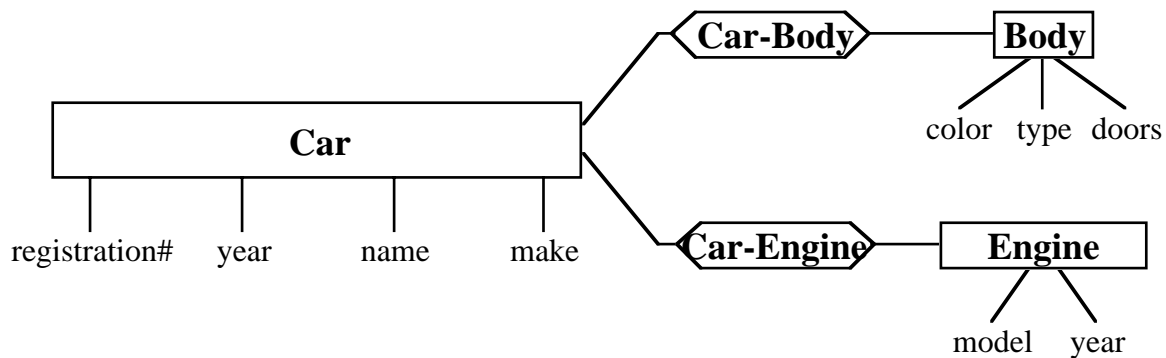 Car-Body
Body
color type doors
Car
registration# year name make
Car-Engine
Engine
model year